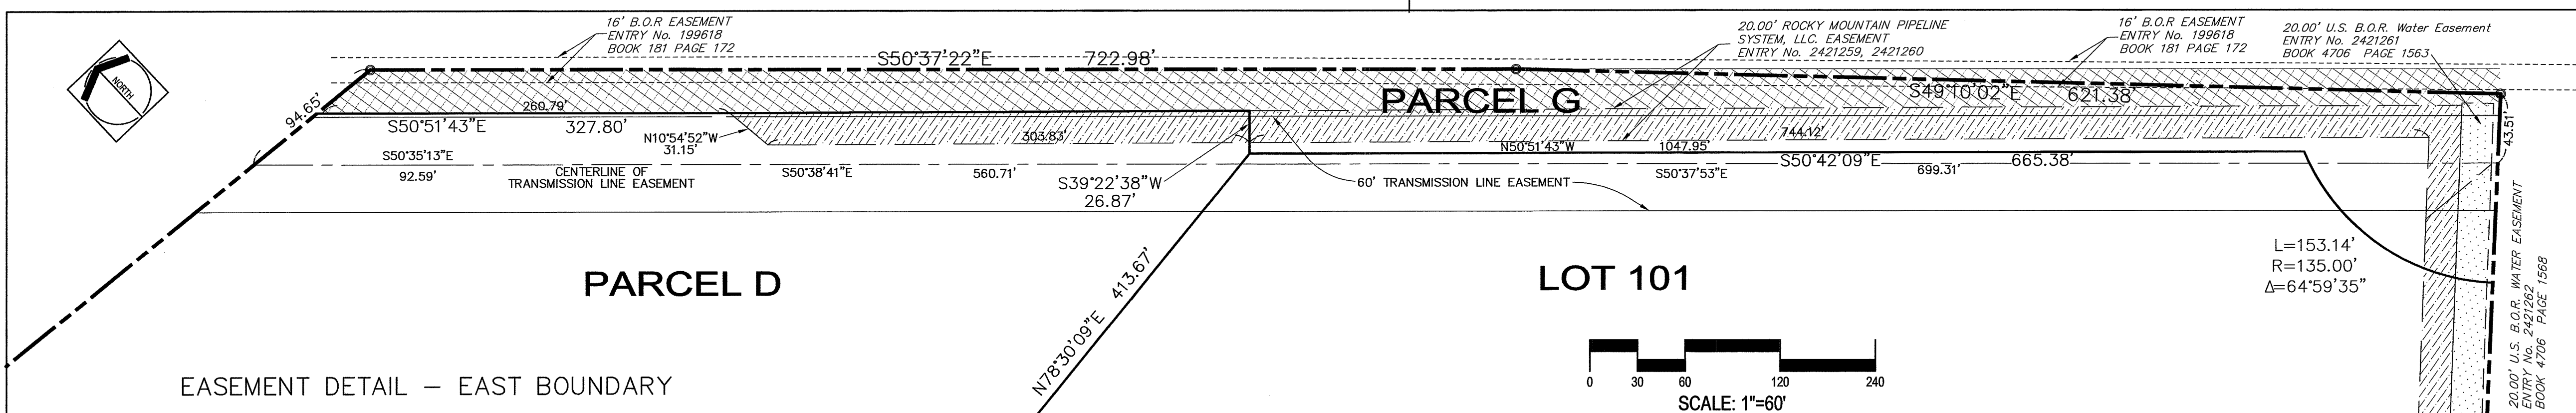 16' B.O.R EASEMENT
ENTRY No. 199618
BOOK 181 PAGE 172
20.00' ROCKY MOUNTAIN PIPELINE
SYSTEM, LLC. EASEMENT
ENTRY No. 2421259, 2421260
16' B.O.R EASEMENT
ENTRY No. 199618
BOOK 181 PAGE 172
20.00' U.S. B.O.R. Water Easement
ENTRY No. 2421261
BOOK 4706 PAGE 1563
NORTH
S50°37'22"E 722.98'
PARCEL G
S49°10'02"E 621.38'
94.65'
260.79'
S50°51'43"E 327.80'
N10°54'52"W
31.15'
303.83'
744.12'
43.51'
N50°51'43"W 1047.95'
S50°42'09"E 665.38'
S50°35'13"E
92.59'
CENTERLINE OF
TRANSMISSION LINE EASEMENT
S50°38'41"E 560.71'
S39°22'38"W
26.87'
60' TRANSMISSION LINE EASEMENT
S50°37'53"E
699.31'
PARCEL D
N78°30'09"E 413.67'
LOT 101
L=153.14'
R=135.00'
Δ=64°59'35"
20.00' U.S. B.O.R. WATER EASEMENT
ENTRY No. 2421262
BOOK 4706 PAGE 1568
EASEMENT DETAIL – EAST BOUNDARY
0 30 60 120 240
SCALE: 1"=60'